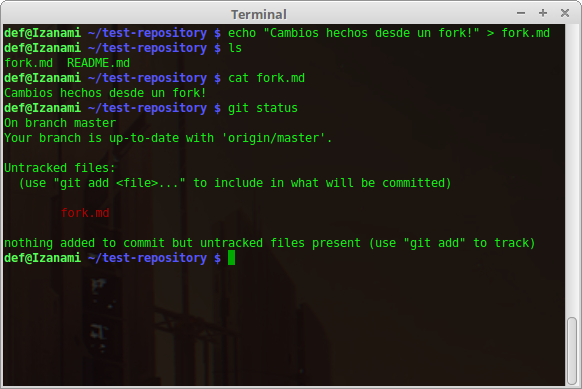 Terminal
def@Izanami ~/test-repository $ echo "Cambios hechos desde un fork!" > fork.md
def@Izanami ~/test-repository $ ls
fork.md  README.md
def@Izanami ~/test-repository $ cat fork.md
Cambios hechos desde un fork!
def@Izanami ~/test-repository $ git status
On branch master
Your branch is up-to-date with 'origin/master'.
Untracked files:
  (use "git add <file>..." to include in what will be committed)
        fork.md
nothing added to commit but untracked files present (use "git add" to track)
def@Izanami ~/test-repository $